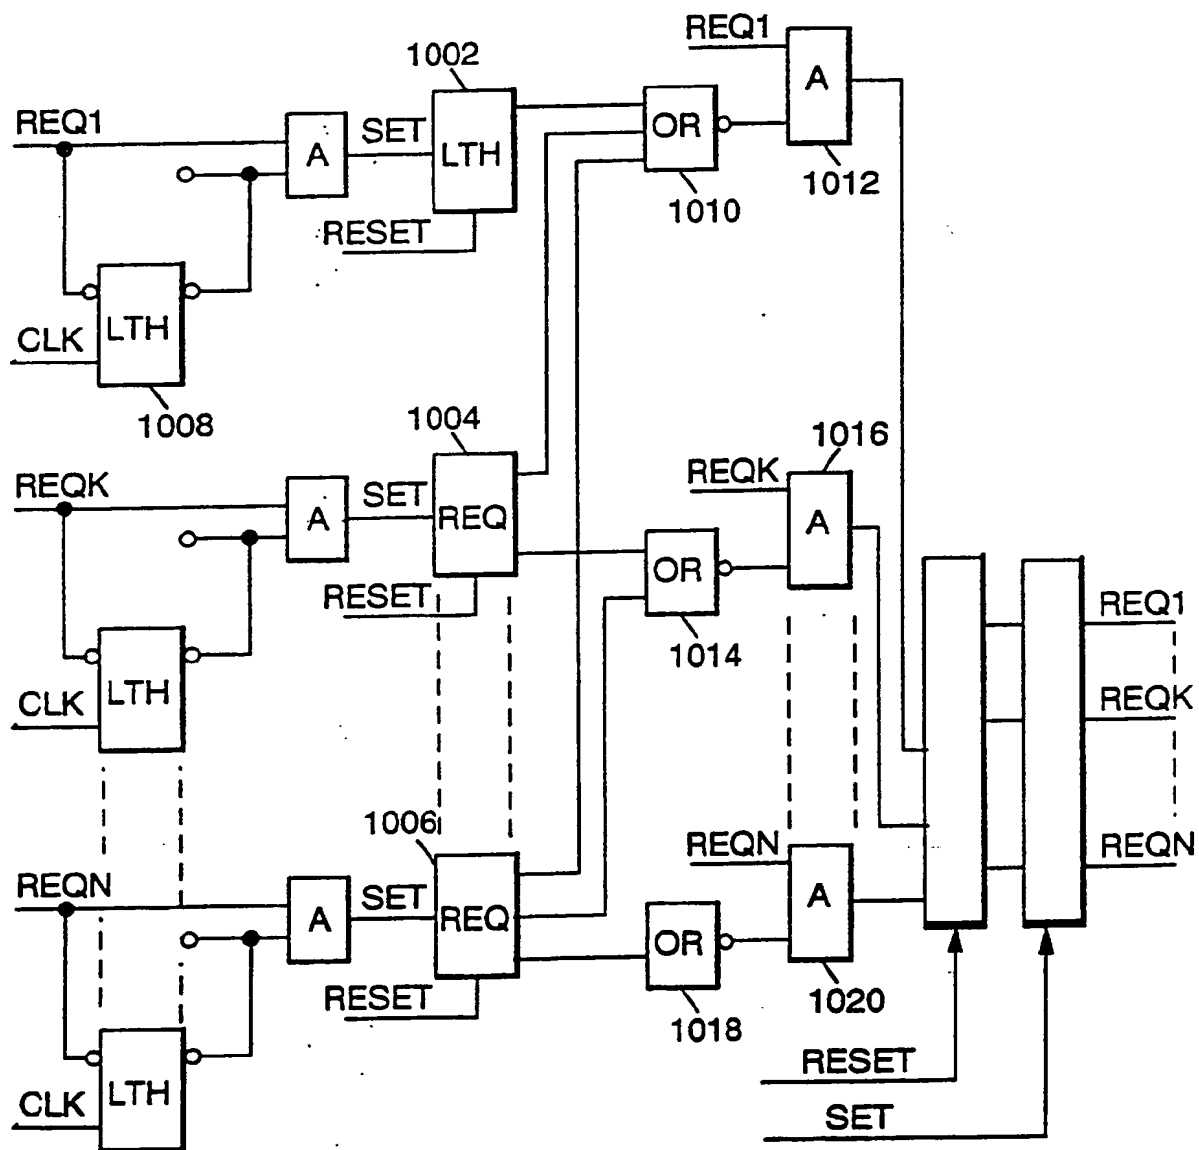 REQ1
1002
REQ1
A
SET
LTH
OR
A
1012
1010
RESET
LTH
CLK
1008
1004
1016
REQK
A
SET
REQ
REQK
A
OR
RESET
1014
LTH
CLK
REQ1
REQK
REQN
1006
REQN
A
SET
REQ
REQN
A
OR
1020
RESET
1018
LTH
CLK
RESET
SET